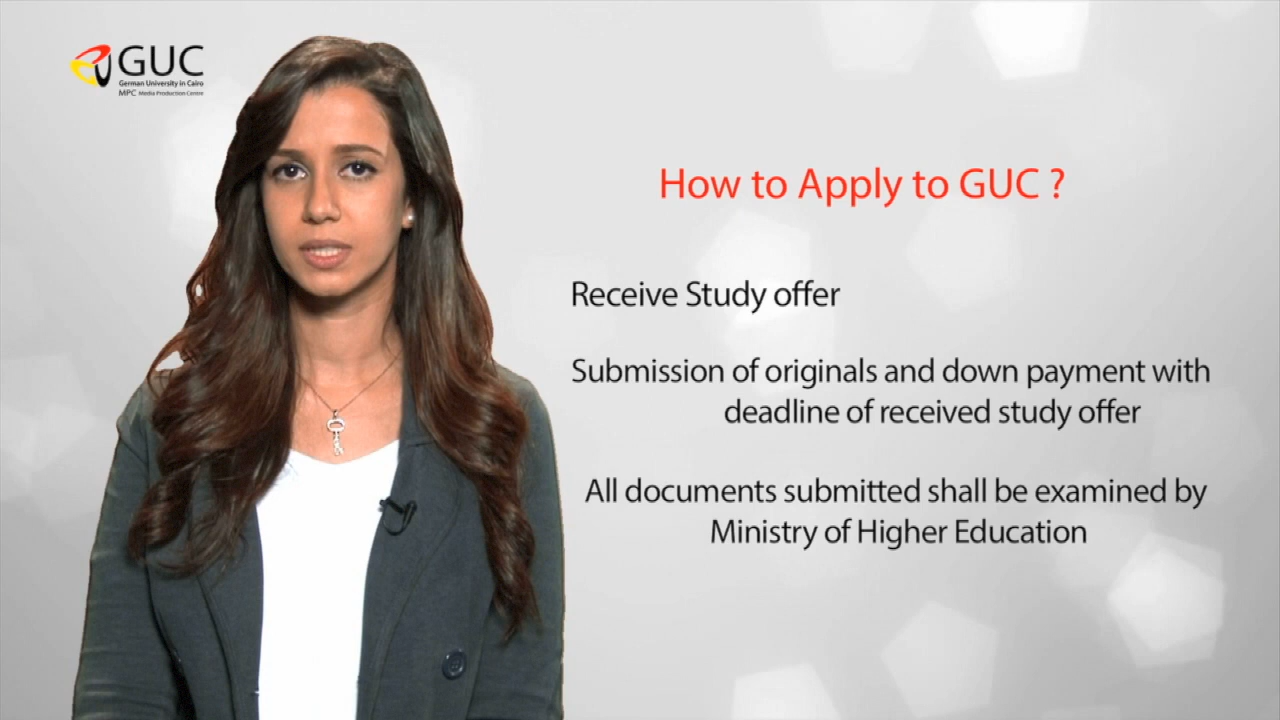 GUC
German University in Cairo
MPC Media Production Centre
How to Apply to GUC ?
Receive Study offer
Submission of originals and down payment with
deadline of received study offer
All documents submitted shall be examined by
Ministry of Higher Education